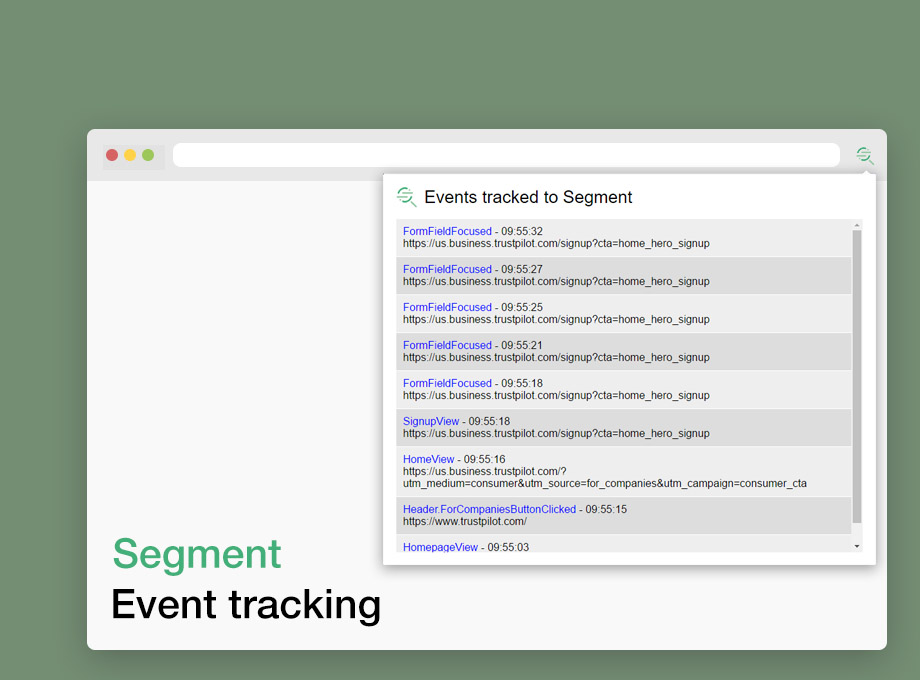 Events tracked to Segment
FormFieldFocused - 09:55:32
https://us.business.trustpilot.com/signup?cta=home_hero_signup
FormFieldFocused - 09:55:27
https://us.business.trustpilot.com/signup?cta=home_hero_signup
FormFieldFocused - 09:55:25
https://us.business.trustpilot.com/signup?cta=home_hero_signup
FormFieldFocused - 09:55:21
https://us.business.trustpilot.com/signup?cta=home_hero_signup
FormFieldFocused - 09:55:18
https://us.business.trustpilot.com/signup?cta=home_hero_signup
SignupView - 09:55:18
https://us.business.trustpilot.com/signup?cta=home_hero_signup
HomeView - 09:55:16
https://us.business.trustpilot.com/?
utm_medium=consumer&utm_source=for_companies&utm_campaign=consumer_cta
Header.ForCompaniesButtonClicked - 09:55:15
https://www.trustpilot.com/
HomepageView - 09:55:03
Segment
Event tracking